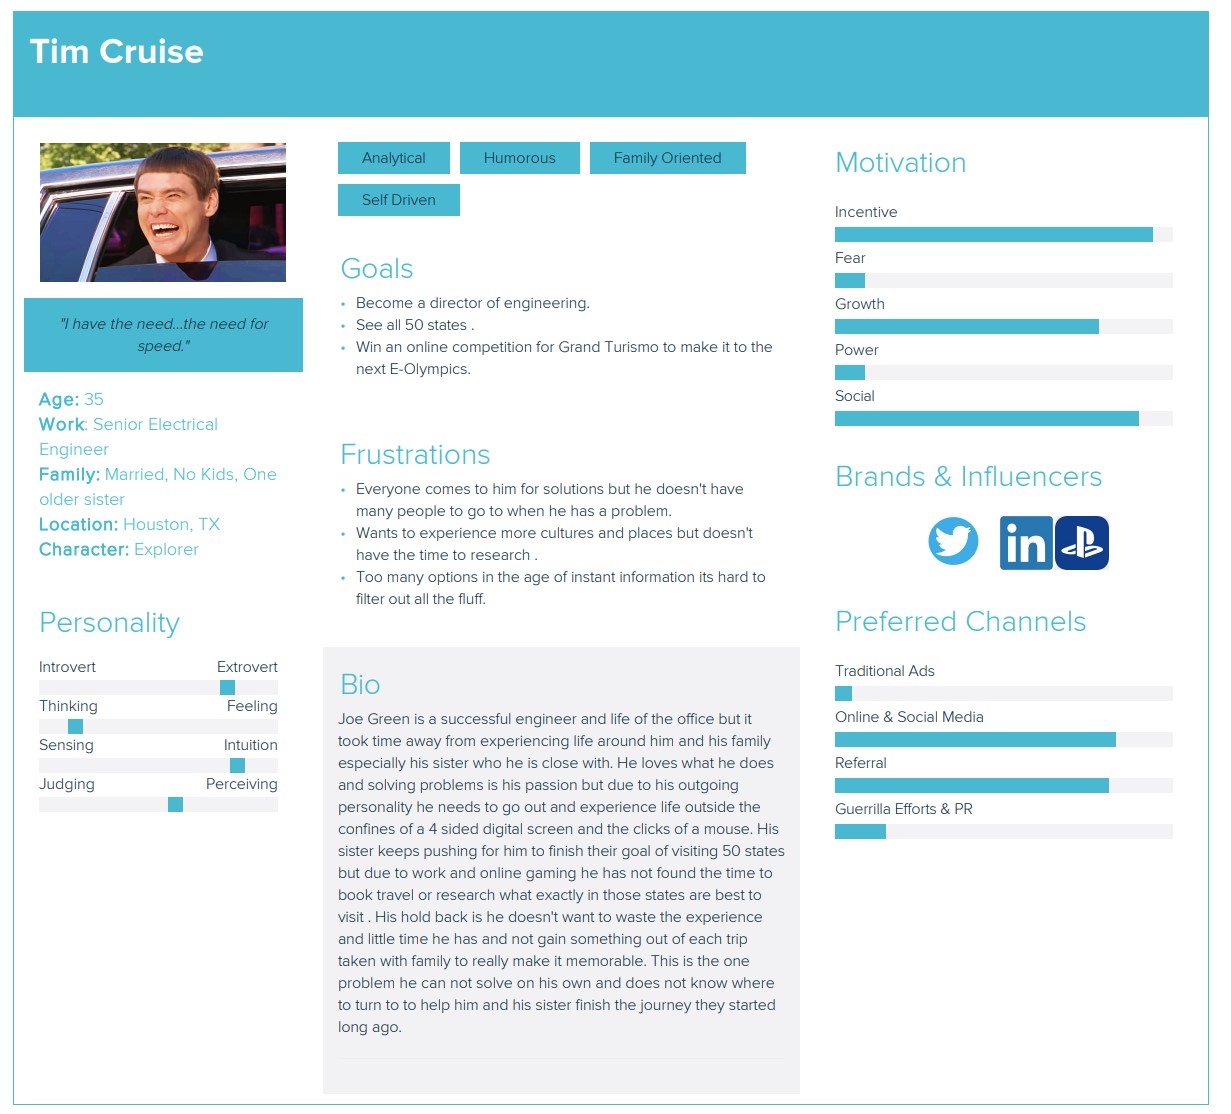 Tim Cruise
"I have the need...the need for
speed."
Age: 35
Work: Senior Electrical
Engineer
Family: Married, No Kids, One
older sister
Location: Houston, TX
Character: Explorer
Personality
Introvert Extrovert
Thinking Feeling
Sensing Intuition
Judging Perceiving
Analytical Humorous Family Oriented
Self Driven
Goals
• Become a director of engineering.
• See all 50 states .
• Win an online competition for Grand Turismo to make it to the
next E-Olympics.
Frustrations
• Everyone comes to him for solutions but he doesn't have
many people to go to when he has a problem.
• Wants to experience more cultures and places but doesn't
have the time to research .
• Too many options in the age of instant information its hard to
filter out all the fluff.
Bio
Joe Green is a successful engineer and life of the office but it
took time away from experiencing life around him and his family
especially his sister who he is close with. He loves what he does
and solving problems is his passion but due to his outgoing
personality he needs to go out and experience life outside the
confines of a 4 sided digital screen and the clicks of a mouse. His
sister keeps pushing for him to finish their goal of visiting 50 states
but due to work and online gaming he has not found the time to
book travel or research what exactly in those states are best to
visit . His hold back is he doesn't want to waste the experience
and little time he has and not gain something out of each trip
taken with family to really make it memorable. This is the one
problem he can not solve on his own and does not know where
to turn to to help him and his sister finish the journey they started
long ago.
Motivation
Incentive
Fear
Growth
Power
Social
Brands & Influencers
in
Preferred Channels
Traditional Ads
Online & Social Media
Referral
Guerrilla Efforts & PR